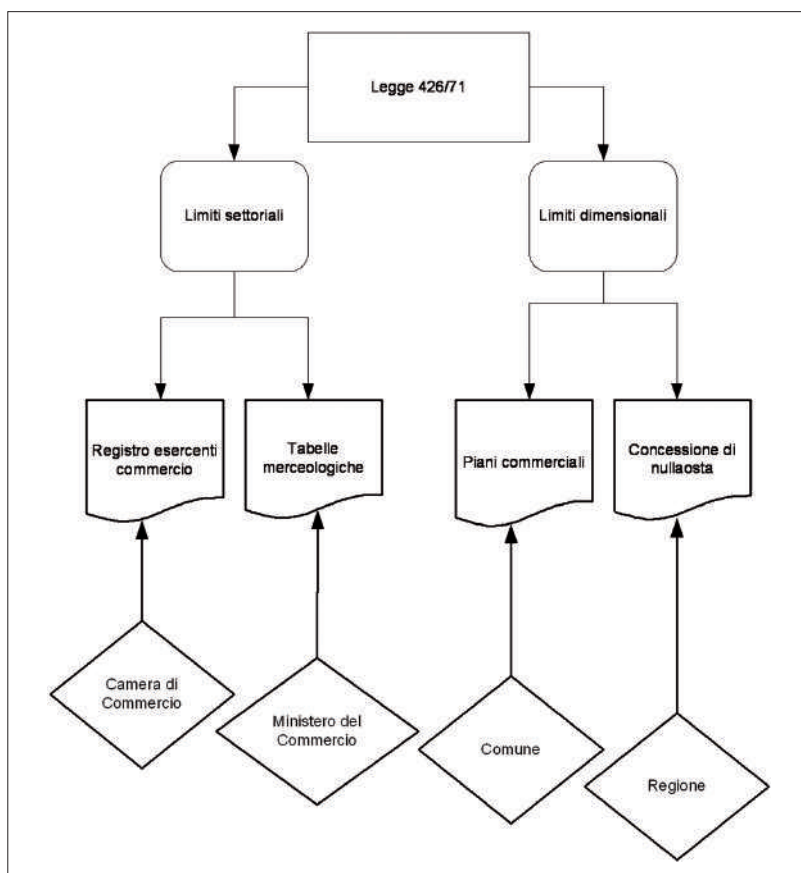 Legge 426/71
Limiti settoriali
Limiti dimensionali
Registro esercenti
commercio
Tabelle
merceologiche
Piani commerciali
Concessione di
nullaosta
Camera di
Commercio
Ministero del
Commercio
Comune
Regione